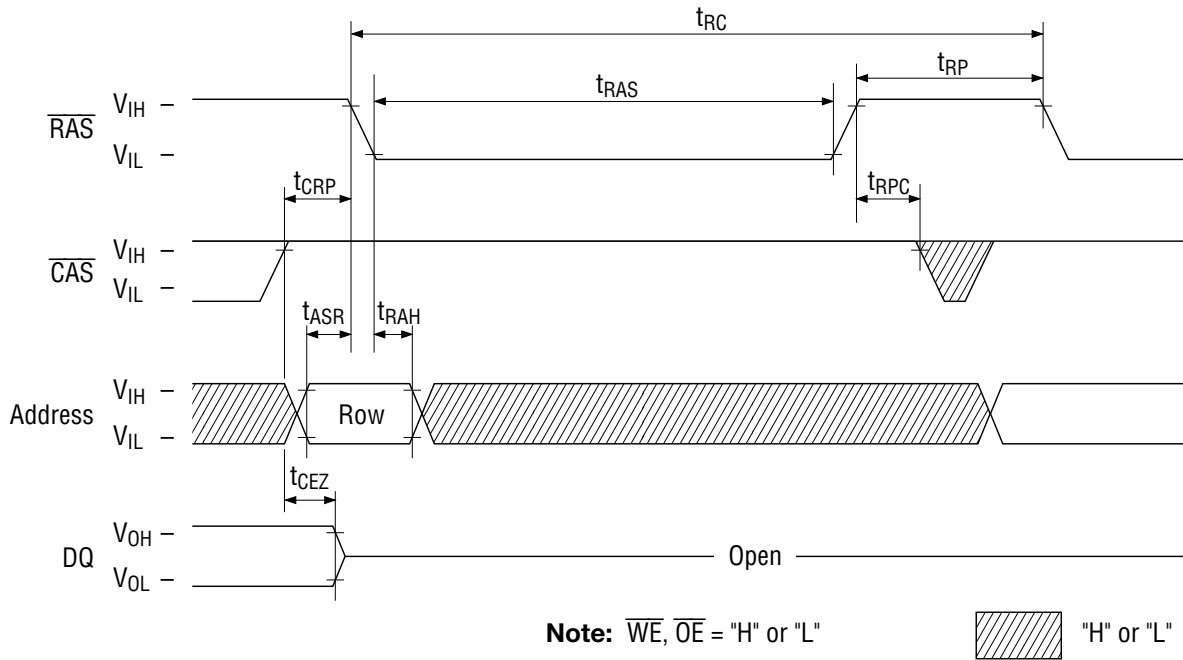 tRC
tRP
tRAS
RAS
VIH –
VIL –
tCRP
tRPC
CAS
VIH –
VIL –
tASR
tRAH
Address
VIH –
VIL –
Row
tCEZ
DQ
VOH –
VOL –
Open
Note: WE, OE = "H" or "L"
"H" or "L"